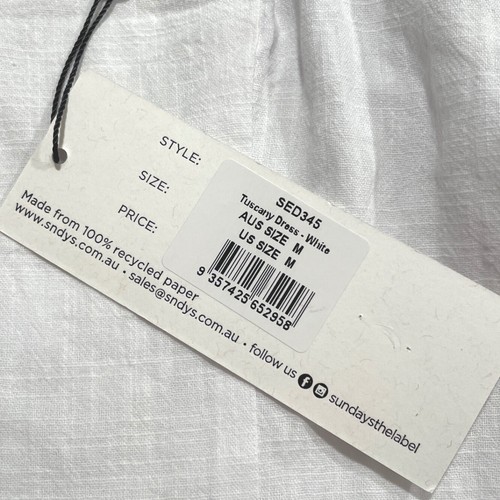 STYLE:
SIZE:
PRICE:
SED345
Tuscany Dress - White
AUS SIZE M
US SIZE M
9 357425 652958
Made from 100% recycled paper
www.sndys.com.au • sales@sndys.com.au • follow us sundaysthelabel